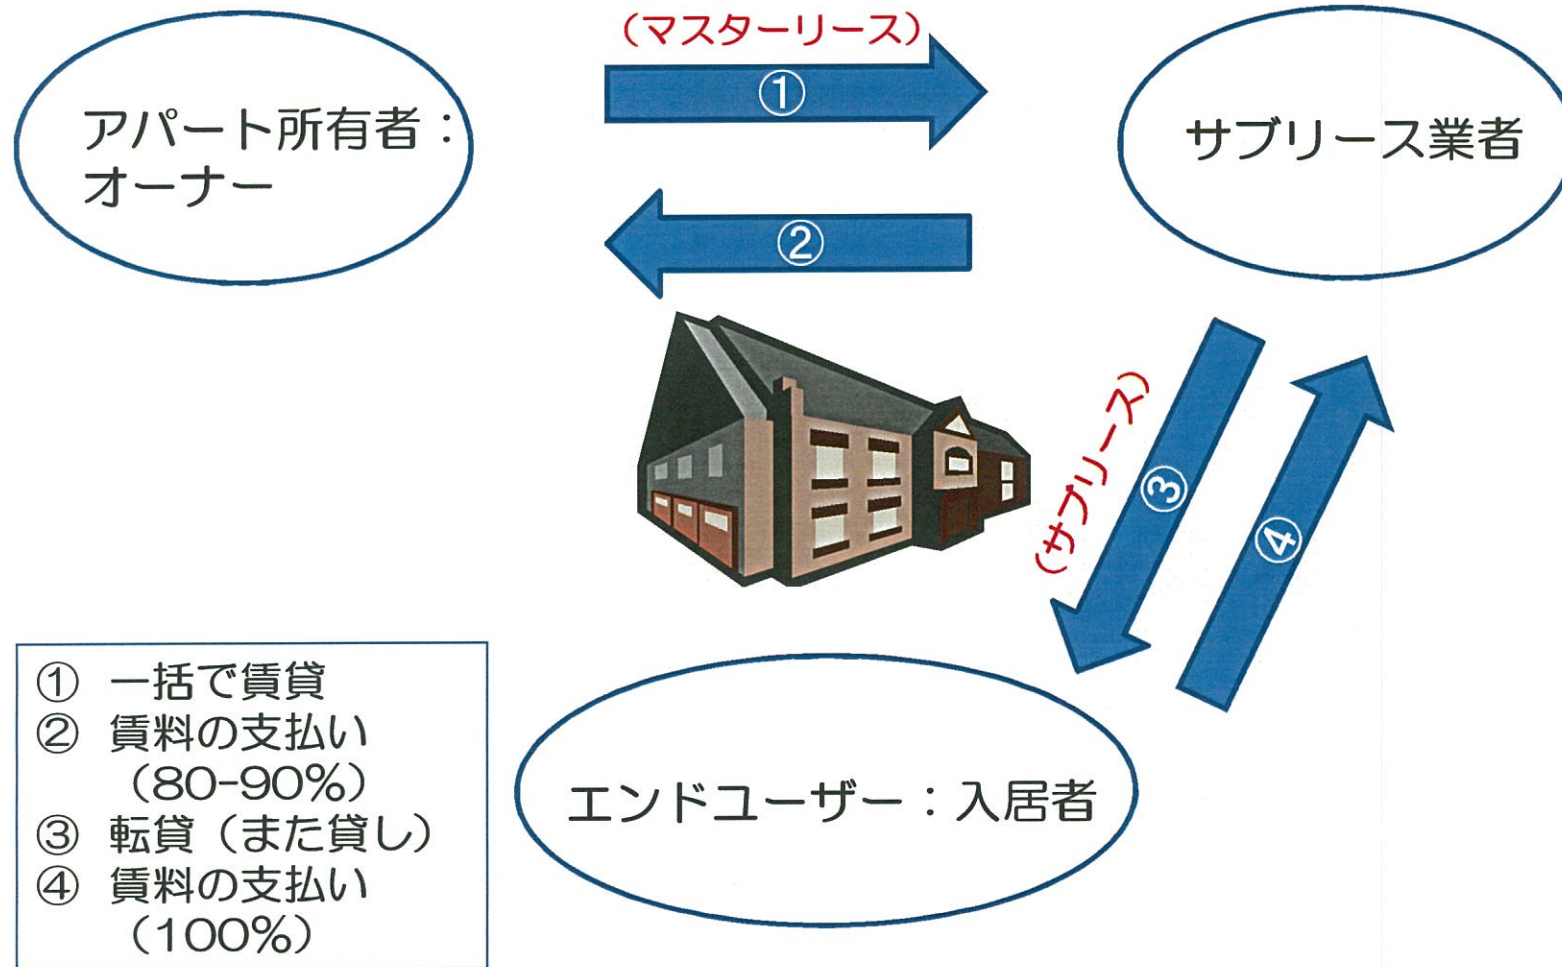 （マスターリース）
①
アパート所有者：
オーナー
サブリース業者
②
（サブリース）
③
④
① 一括で賃貸
② 賃料の支払い
（80-90%）
③ 転貸（また貸し）
④ 賃料の支払い
（100%）
エンドユーザー：入居者